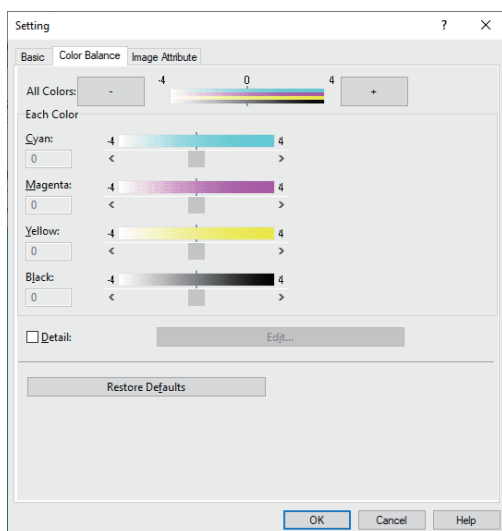 Setting ? ×
Basic Color Balance Image Attribute
All Colors: - -4 0 4 +
Each Color
Cyan: -4 4
0 < >
Magenta: -4 4
0 < >
Yellow: -4 4
0 < >
Black: -4 4
0 < >
Detail: Edit...
Restore Defaults
OK Cancel Help